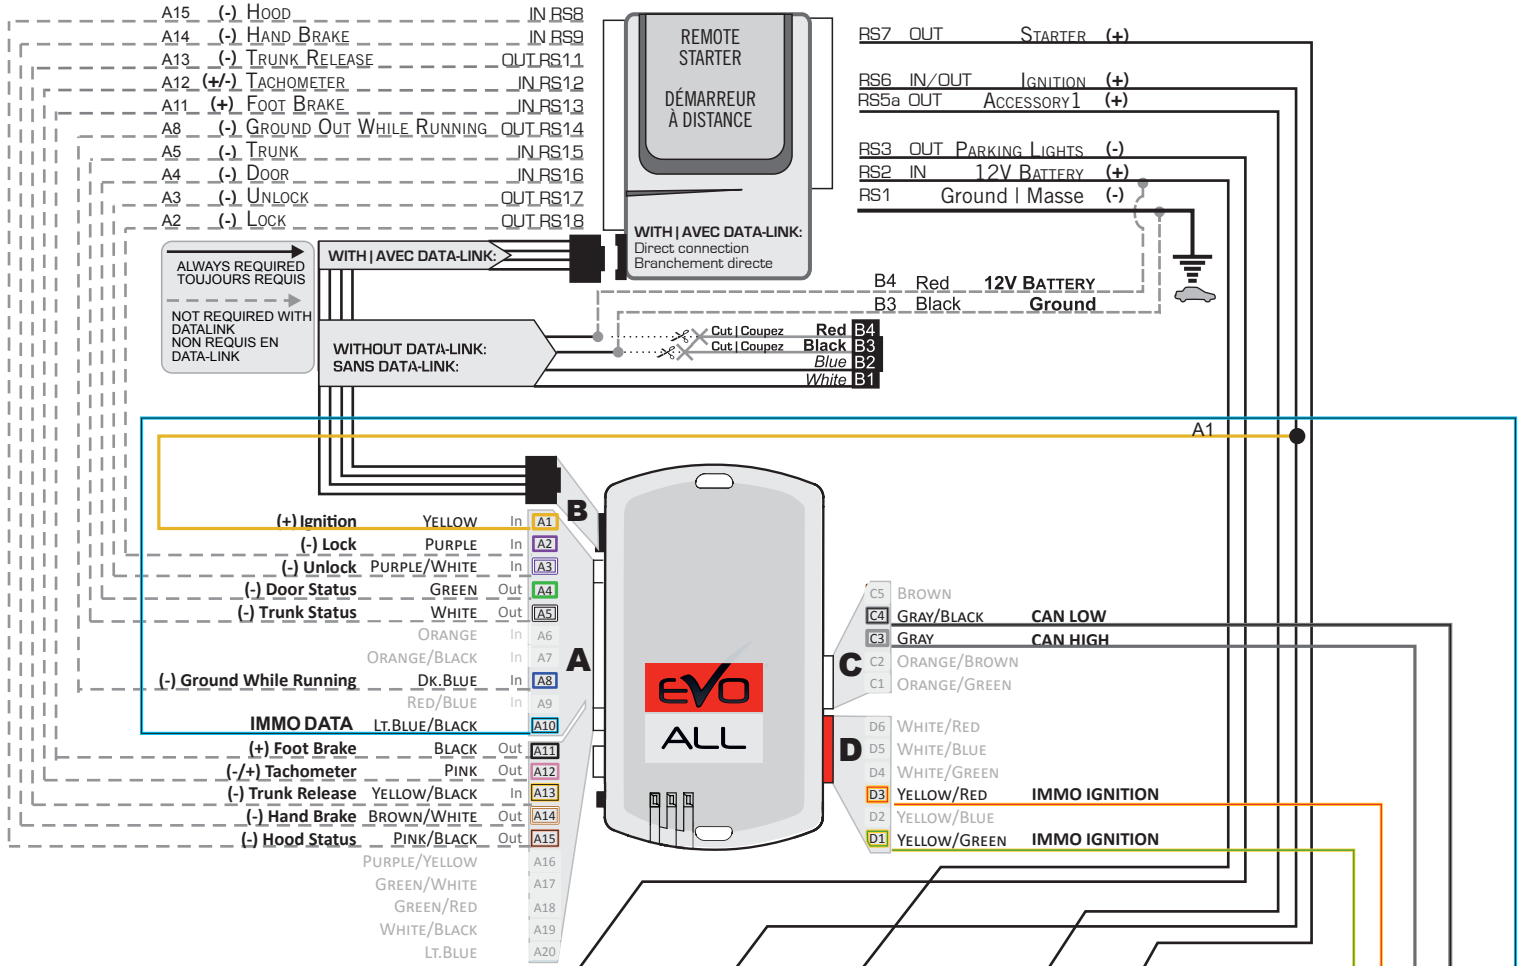 A15 (-) HOOD IN RS8
A14 (-) HAND BRAKE IN RS9
A13 (-) TRUNK RELEASE OUT RS11
A12 (+/-) TACHOMETER IN RS12
A11 (+) FOOT BRAKE IN RS13
A8 (-) GROUND OUT WHILE RUNNING OUT RS14
A5 (-) TRUNK IN RS15
A4 (-) DOOR IN RS16
A3 (-) UNLOCK OUT RS17
A2 (-) LOCK OUT RS18
REMOTE
STARTER
DÉMARREUR
À DISTANCE
WITH | AVEC DATA-LINK:
Direct connection
Branchement directe
RS7 OUT STARTER (+)
RS6 IN/OUT IGNITION (+)
RS5a OUT ACCESSORY1 (+)
RS3 OUT PARKING LIGHTS (-)
RS2 IN 12V BATTERY (+)
RS1 Ground | Masse (-)
ALWAYS REQUIRED
TOUJOURS REQUIS
NOT REQUIRED WITH
DATALINK
NON REQUIS EN
DATA-LINK
WITH | AVEC DATA-LINK:
B4 Red 12V BATTERY
B3 Black Ground
WITHOUT DATA-LINK:
SANS DATA-LINK:
Cut | Coupez Red B4
Cut | Coupez Black B3
Blue B2
White B1
A1
B
(+) Ignition YELLOW In A1
(-) Lock PURPLE In A2
(-) Unlock PURPLE/WHITE In A3
(-) Door Status GREEN Out A4
(-) Trunk Status WHITE Out A5
ORANGE In A6
ORANGE/BLACK In A7
(-) Ground While Running DK.BLUE In A8
RED/BLUE In A9
IMMO DATA LT.BLUE/BLACK A10
(+) Foot Brake BLACK Out A11
(-/+) Tachometer PINK Out A12
(-) Trunk Release YELLOW/BLACK In A13
(-) Hand Brake BROWN/WHITE Out A14
(-) Hood Status PINK/BLACK Out A15
PURPLE/YELLOW A16
GREEN/WHITE A17
GREEN/RED A18
WHITE/BLACK A19
LT.BLUE A20
A
EVO
ALL
C
C5 BROWN
C4 GRAY/BLACK CAN LOW
C3 GRAY CAN HIGH
C2 ORANGE/BROWN
C1 ORANGE/GREEN
D
D6 WHITE/RED
D5 WHITE/BLUE
D4 WHITE/GREEN
D3 YELLOW/RED IMMO IGNITION
D2 YELLOW/BLUE
D1 YELLOW/GREEN IMMO IGNITION